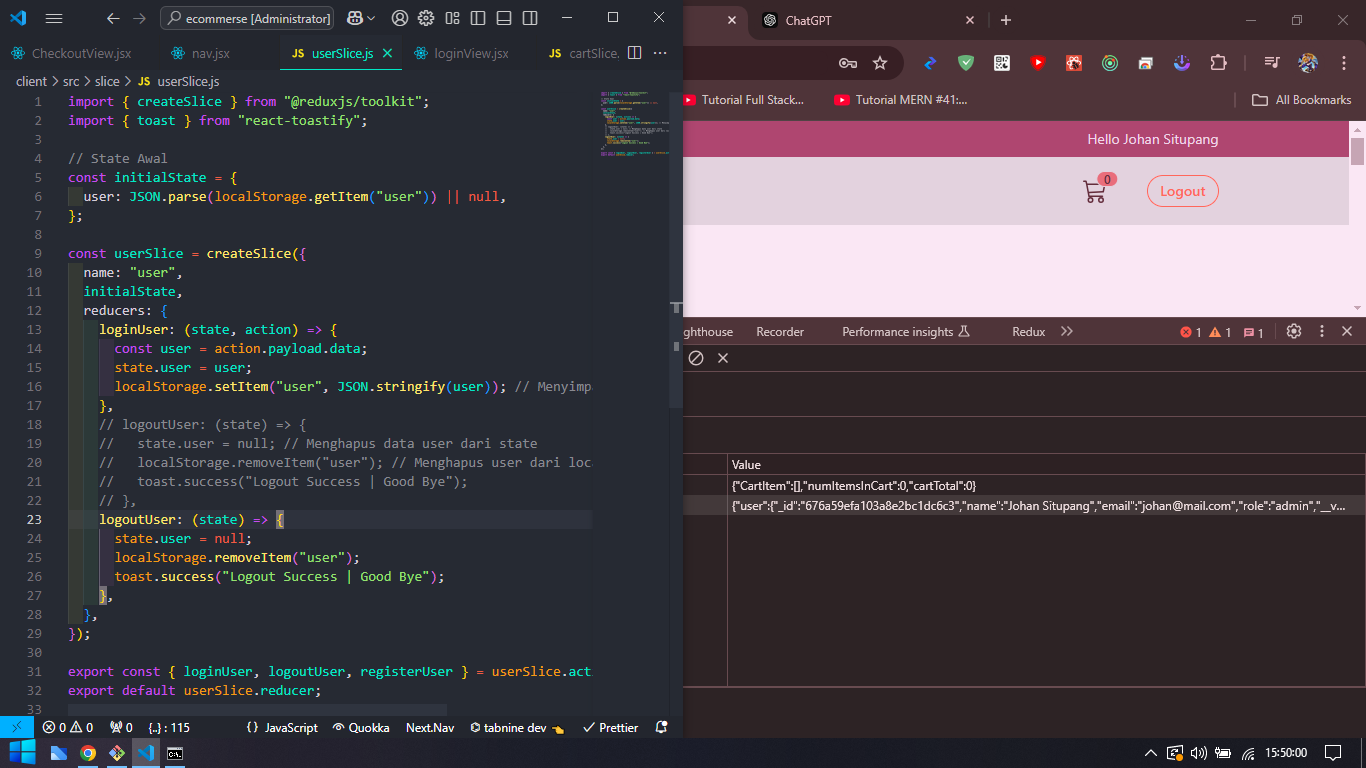 ecommerse [Administrator]
CheckoutView.jsx
nav.jsx
JS userSlice.js
loginView.jsx
JS cartSlice.
client > src > slice > JS userSlice.js
1 import { createSlice } from "@reduxjs/toolkit";
2 import { toast } from "react-toastify";
3
4 // State Awal
5 const initialState = {
6 user: JSON.parse(localStorage.getItem("user")) || null,
7 };
8
9 const userSlice = createSlice({
10 name: "user",
11 initialState,
12 reducers: {
13 loginUser: (state, action) => {
14 const user = action.payload.data;
15 state.user = user;
16 localStorage.setItem("user", JSON.stringify(user)); // Menyimpa
17 },
18 // logoutUser: (state) => {
19 // state.user = null; // Menghapus data user dari state
20 // localStorage.removeItem("user"); // Menghapus user dari loca
21 // toast.success("Logout Success | Good Bye");
22 // },
23 logoutUser: (state) => {
24 state.user = null;
25 localStorage.removeItem("user");
26 toast.success("Logout Success | Good Bye");
27 },
28 },
29 });
30
31 export const { loginUser, logoutUser, registerUser } = userSlice.acti
32 export default userSlice.reducer;
33
0 0 0 {..} : 115 {} JavaScript Quokka Next.Nav tabnine dev Prettier
ChatGPT
Tutorial Full Stack...
Tutorial MERN #41:...
All Bookmarks
Hello Johan Situpang
0
Logout
ghthouse Recorder Performance insights Redux 1 1 1
Value
{"CartItem":[],"numItemsInCart":0,"cartTotal":0}
{"user":{"_id":"676a59efa103a8e2bc1dc6c3","name":"Johan Situpang","email":"johan@mail.com","role":"admin","__v...
15:50:00